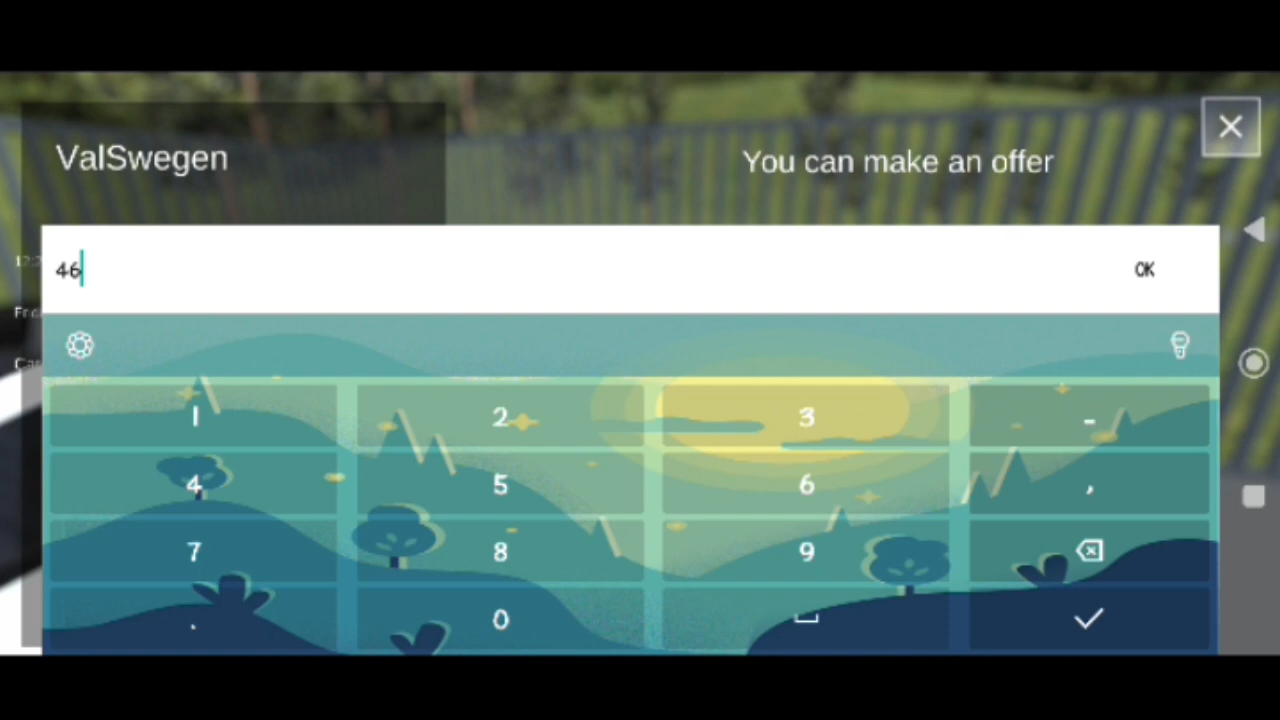 ValSwegen
You can make an offer
46
OK
1 2 3 -
4 5 6 ,
7 8 9
. 0